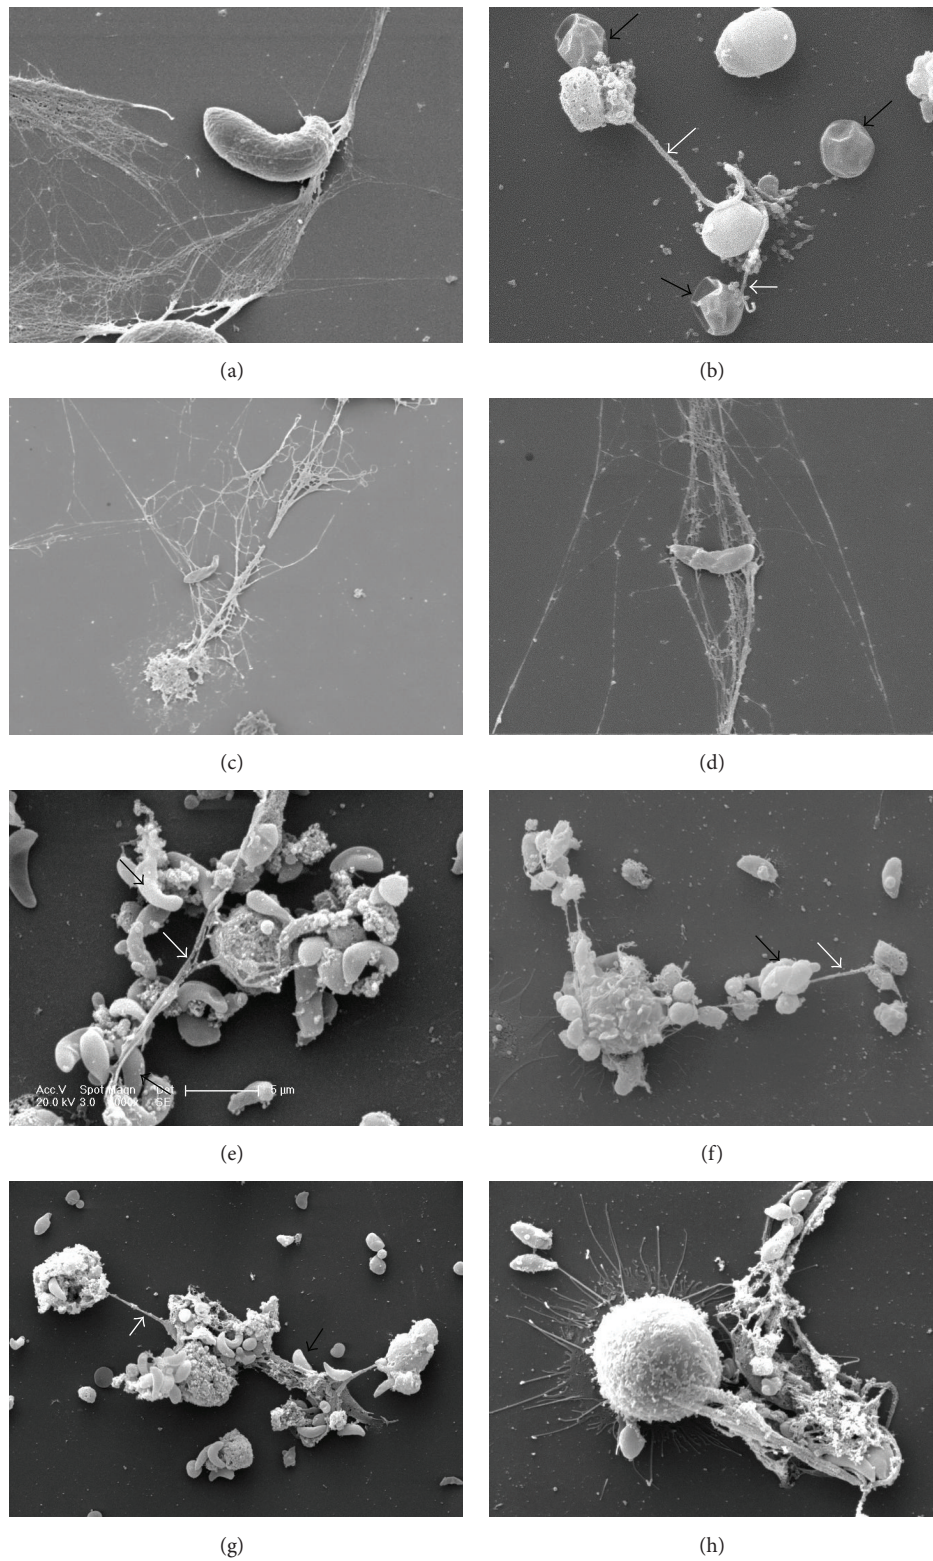 (a)
(b)
(c)
(d)
Acc.V Spot Magn Det
20.0 kV 3.0 SE 5 μm
(e)
(f)
(g)
(h)